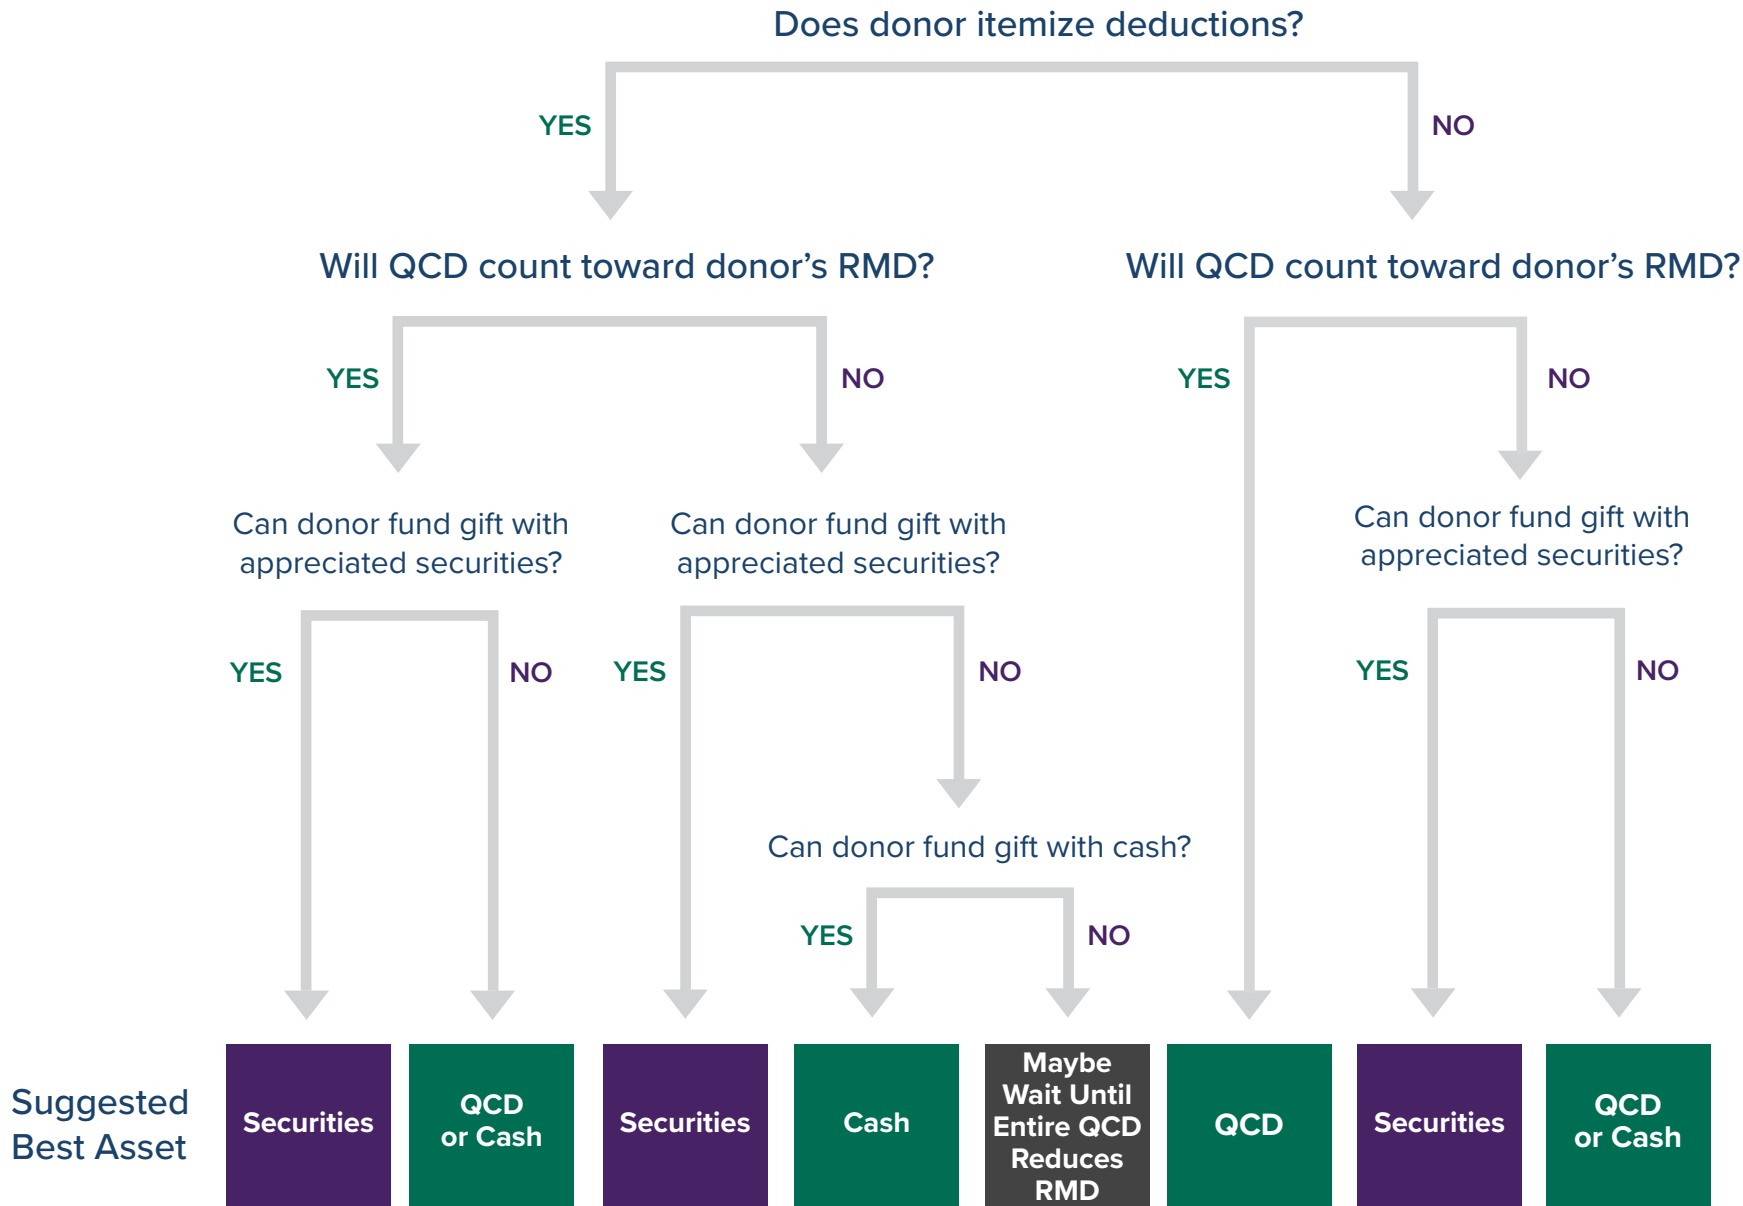 Does donor itemize deductions?
YES
NO
Will QCD count toward donor’s RMD?
Will QCD count toward donor’s RMD?
YES
NO
YES
NO
Can donor fund gift with
appreciated securities?
Can donor fund gift with
appreciated securities?
Can donor fund gift with
appreciated securities?
YES
NO
YES
NO
YES
NO
Can donor fund gift with cash?
YES
NO
Suggested
Best Asset
Securities
QCD
or Cash
Securities
Cash
Maybe
Wait Until
Entire QCD
Reduces
RMD
QCD
Securities
QCD
or Cash